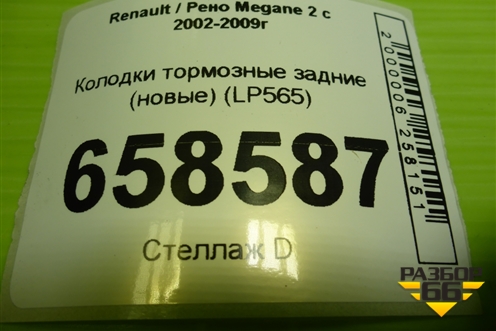 Renault / Рено Megane 2 с
2002-2009г
Колодки тормозные задние
(новые) (LP565)
658587
Стеллаж D
2000006258151
РАЗБОР
66